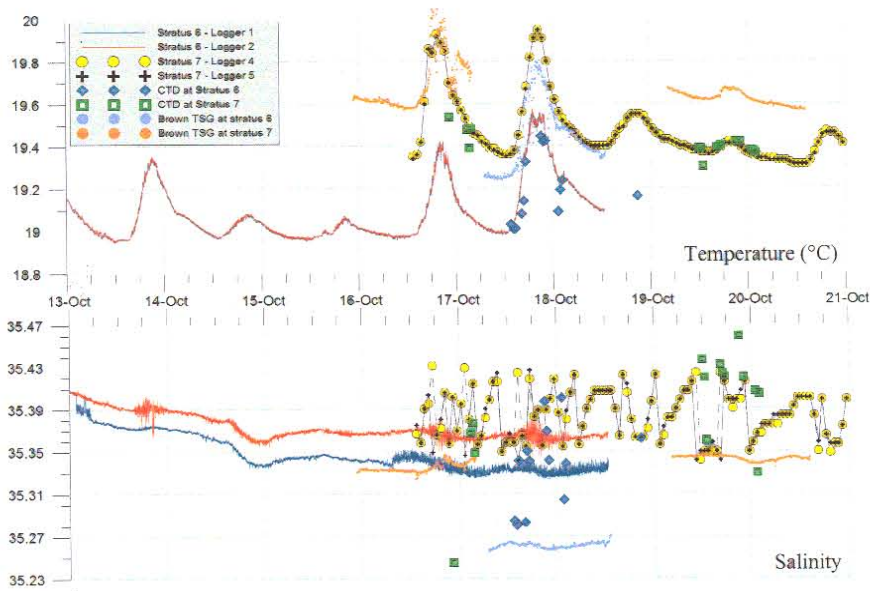 20
19.8
19.6
19.4
19.2
19
18.8
Stratus 6 - Logger 1
Stratus 6 - Logger 2
Stratus 7 - Logger 4
Stratus 7 - Logger 5
CTD at Stratus 6
CTD at Stratus 7
Brown TSG at stratus 6
Brown TSG at stratus 7
Temperature (°C)
13-Oct 14-Oct 15-Oct 16-Oct 17-Oct 18-Oct 19-Oct 20-Oct 21-Oct
35.47
35.43
35.39
35.35
35.31
35.27
35.23
Salinity